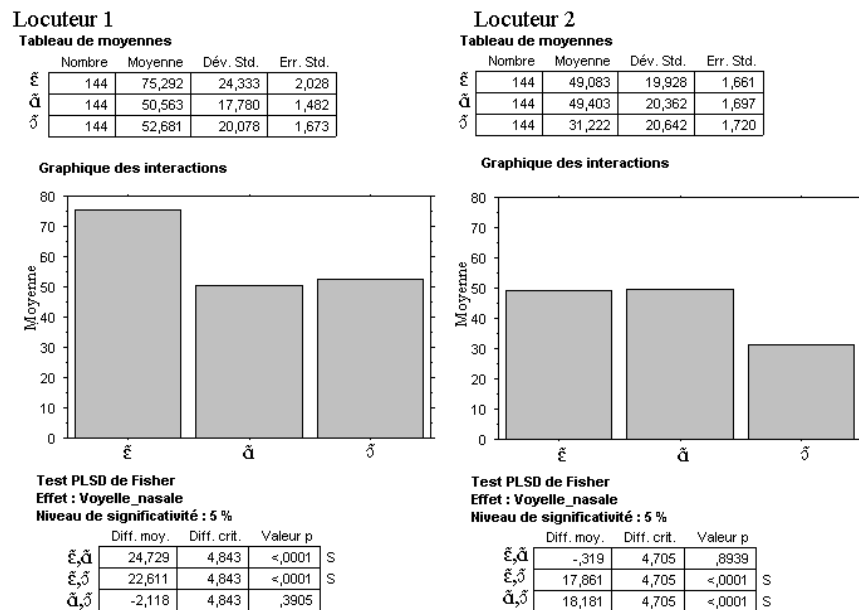 Locuteur 1
Tableau de moyennes
Nombre Moyenne Dév. Std. Err. Std.
ɛ̃ 144 75,292 24,333 2,028
ɑ̃ 144 50,563 17,780 1,482
ɔ̃ 144 52,681 20,078 1,673
Graphique des interactions
80
70
60
50
40
30
20
10
0
Moyenne
ɛ̃ ɑ̃ ɔ̃
Test PLSD de Fisher
Effet : Voyelle_nasale
Niveau de significativité : 5 %
Diff. moy. Diff. crit. Valeur p
ɛ̃,ɑ̃ 24,729 4,843 <,0001 S
ɛ̃,ɔ̃ 22,611 4,843 <,0001 S
ɑ̃,ɔ̃ -2,118 4,843 ,3905
Locuteur 2
Tableau de moyennes
Nombre Moyenne Dév. Std. Err. Std.
ɛ̃ 144 49,083 19,928 1,661
ɑ̃ 144 49,403 20,362 1,697
ɔ̃ 144 31,222 20,642 1,720
Graphique des interactions
80
70
60
50
40
30
20
10
0
Moyenne
ɛ̃ ɑ̃ ɔ̃
Test PLSD de Fisher
Effet : Voyelle_nasale
Niveau de significativité : 5 %
Diff. moy. Diff. crit. Valeur p
ɛ̃,ɑ̃ -,319 4,705 ,8939
ɛ̃,ɔ̃ 17,861 4,705 <,0001 S
ɑ̃,ɔ̃ 18,181 4,705 <,0001 S